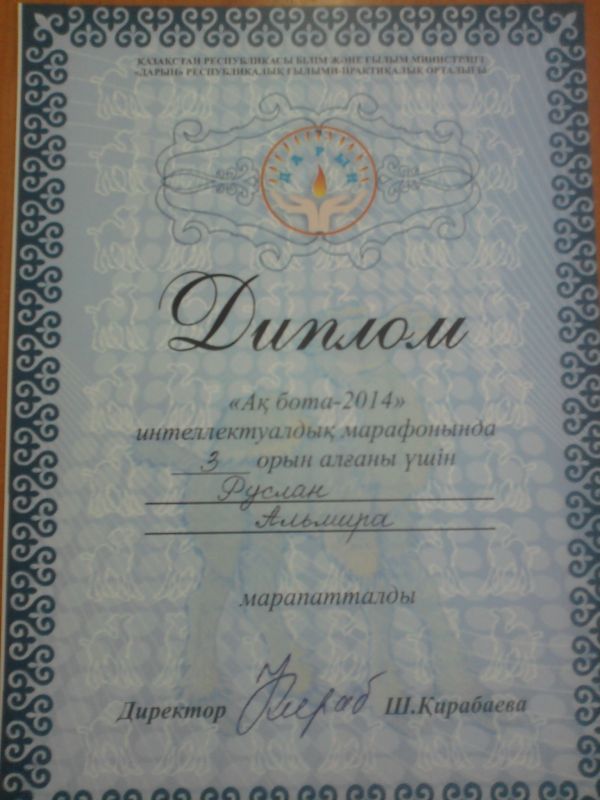 ҚАЗАҚСТАН РЕСПУБЛИКАСЫ БІЛІМ ЖӘНЕ ҒЫЛЫМ МИНИСТРЛІГІ
«ДАРЫН» РЕСПУБЛИКАЛЫҚ ҒЫЛЫМИ-ПРАКТИКАЛЫҚ ОРТАЛЫҒЫ
ДАРЫН
Диплом
«Ақ бота-2014»
интеллектуалдық марафонында
3 орын алғаны үшін
Руслан
Альмира
марапатталды
Директор Ш.Қирабаева